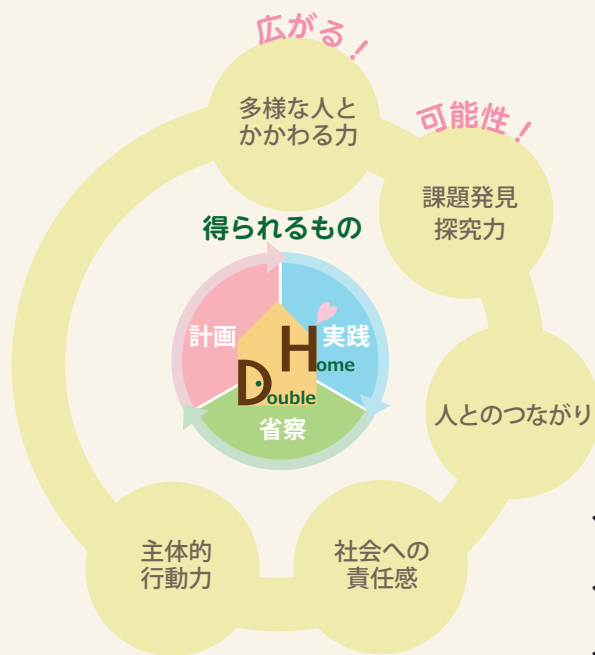 広がる!
可能性!
多様な人と
かかわる力
課題発見
探究力
得られるもの
計画
実践
Double
Home
省察
人とのつながり
主体的
行動力
社会への
責任感